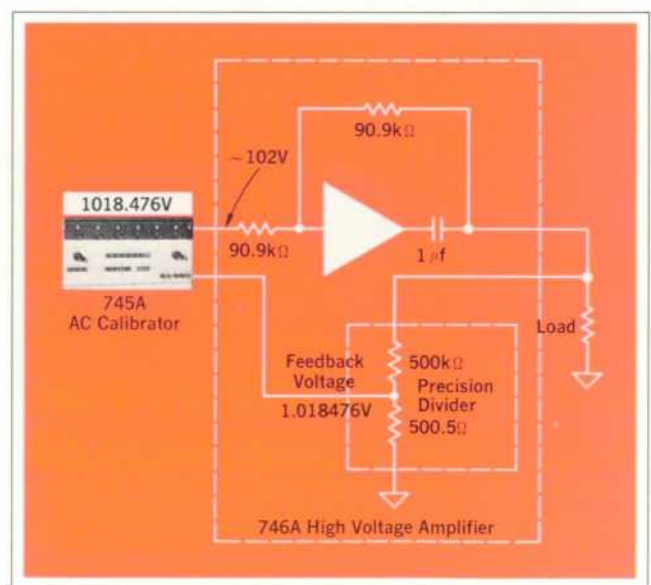 90.9kΩ
~102V
1018.476V
90.9kΩ
1 μf
745A
AC Calibrator
Load
Feedback
Voltage
1.018476V
500kΩ
Precision
Divider
500.5Ω
746A High Voltage Amplifier